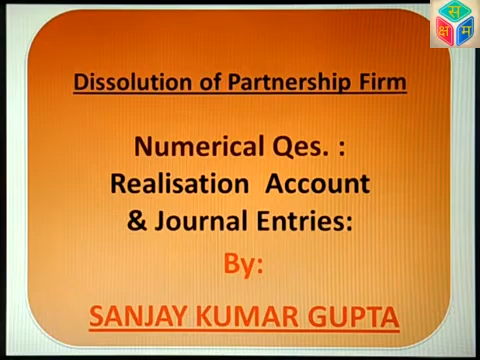 स
क्ष म
Dissolution of Partnership Firm
Numerical Qes. :
Realisation Account
& Journal Entries:
By:
SANJAY KUMAR GUPTA